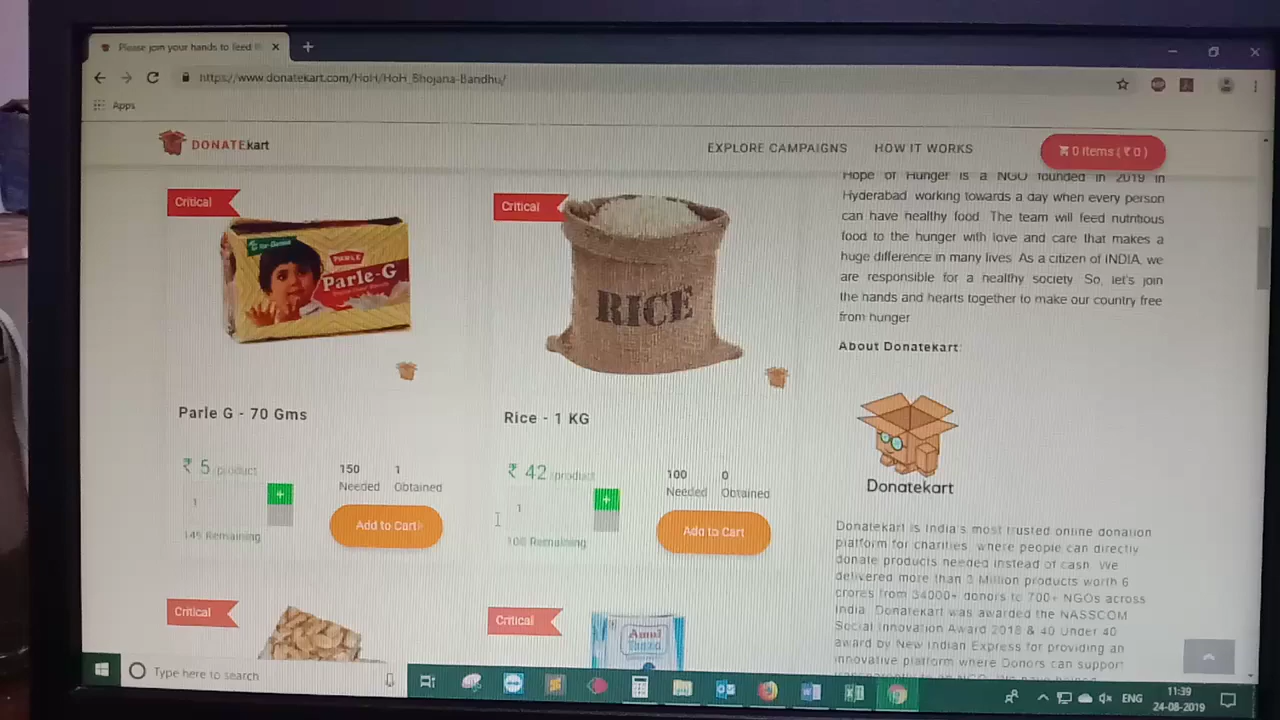 Please join your hands to feed
https://www.donatekart.com/HoH/HoH_Bhojana-Bandhu/
Apps
DONATEkart
EXPLORE CAMPAIGNS
HOW IT WORKS
0 Items ( ₹ 0 )
Critical
PARLE
Parle-G
Parle G - 70 Gms
₹ 5 /product
150 Needed
1 Obtained
1
+
Add to Cart
Remaining
Critical
RICE
Rice - 1 KG
₹ 42 /product
100 Needed
0 Obtained
1
+
Add to Cart
100 Remaining
Critical
Critical
Amul
Taaza
Hope of Hunger is a NGO founded in 2019 in
Hyderabad working towards a day when every person
can have healthy food. The team will feed nutritious
food to the hunger with love and care that makes a
huge difference in many lives. As a citizen of INDIA, we
are responsible for a healthy society. So, let's join
the hands and hearts together to make our country free
from hunger
About Donatekart:
Donatekart
Donatekart is India's most trusted online donation
platform for charities, where people can directly
donate products needed instead of cash. We
delivered more than 3 Million products worth 6
crores from 34000+ donors to 700+ NGOs across
India. Donatekart was awarded the NASSCOM
Social Innovation Award 2018 & 40 Under 40
award by New Indian Express for providing an
innovative platform where Donors can support
Type here to search
ENG
11:39
24-08-2019